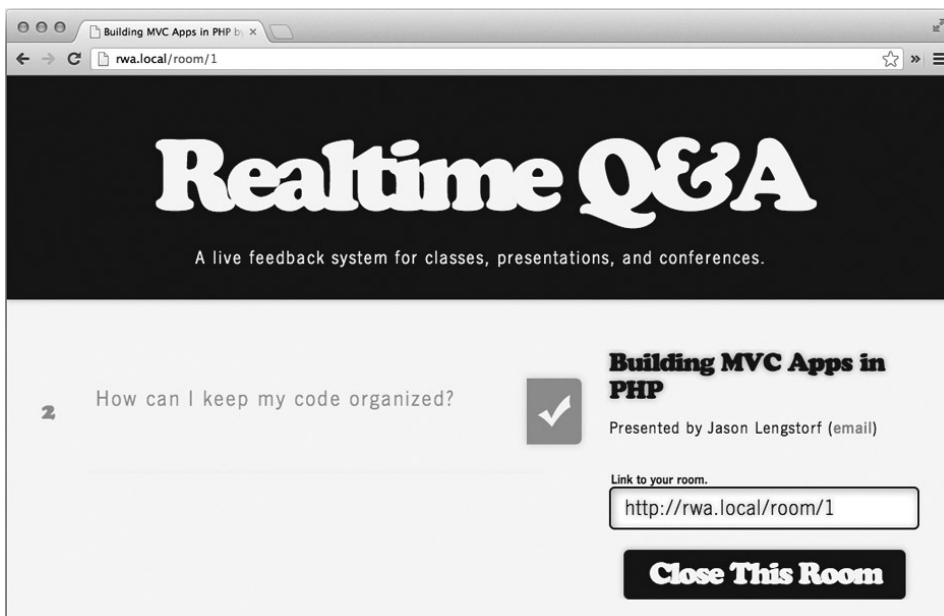 Building MVC Apps in PHP by
rwa.local/room/1
Realtime Q&A
A live feedback system for classes, presentations, and conferences.
2
How can I keep my code organized?
Building MVC Apps in
PHP
Presented by Jason Lengstorf (email)
Link to your room.
http://rwa.local/room/1
Close This Room